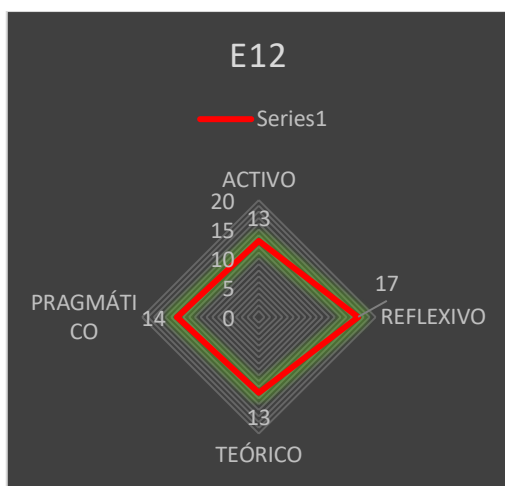 E12
Series1
ACTIVO
20
13
15
10
5
0
17
REFLEXIVO
PRAGMÁTI
CO
14
13
TEÓRICO